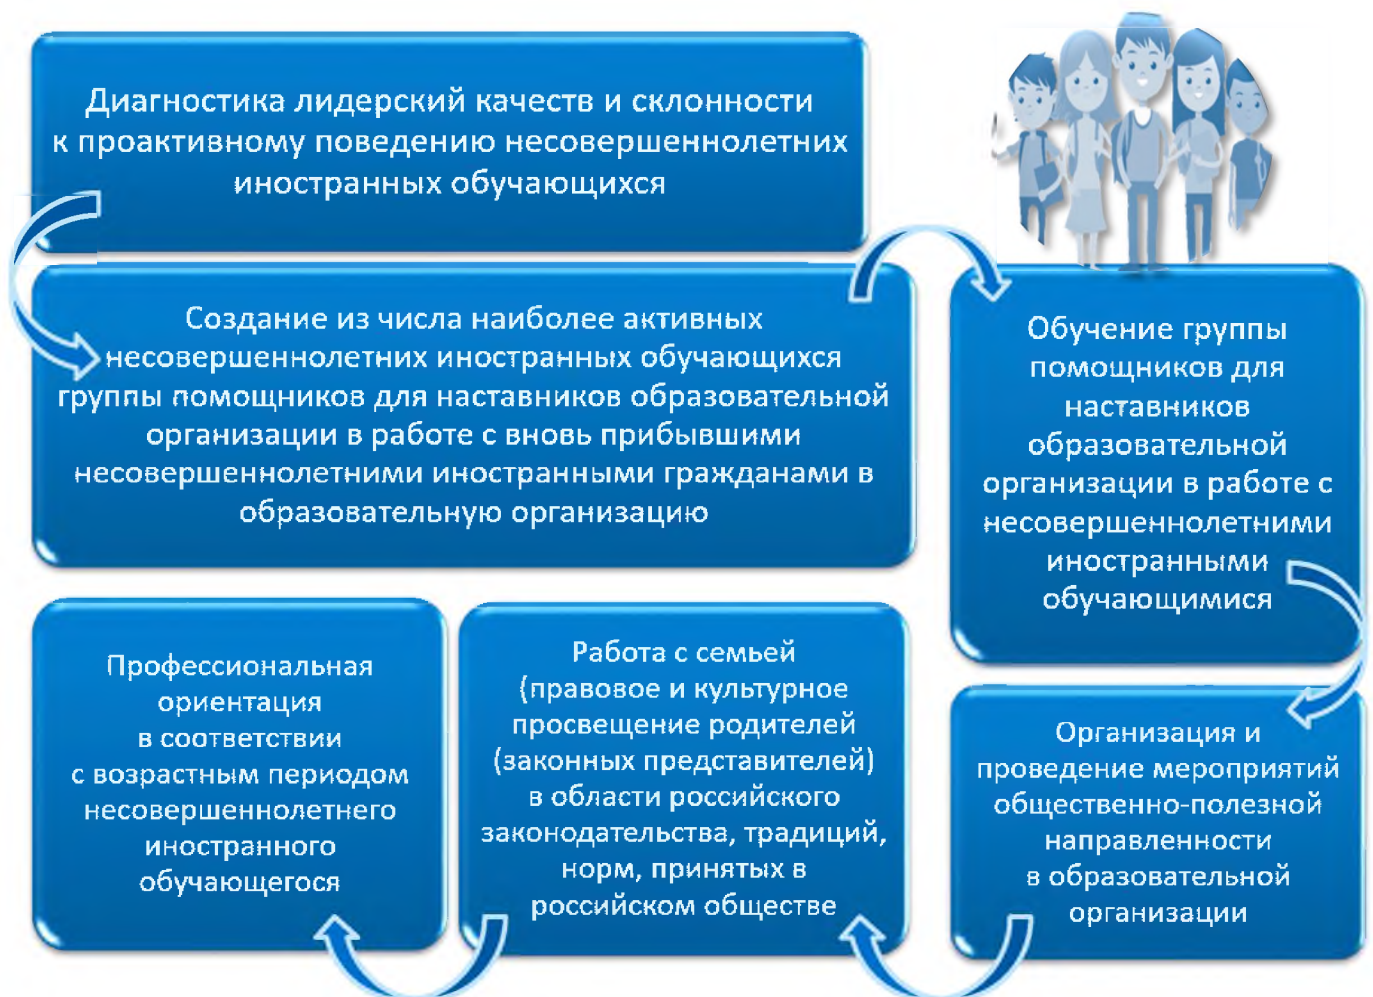 Диагностика лидерский качеств и склонности
к проактивному поведению несовершеннолетних
иностранных обучающихся
Создание из числа наиболее активных
несовершеннолетних иностранных обучающихся
группы помощников для наставников образовательной
организации в работе с вновь прибывшими
несовершеннолетними иностранными гражданами в
образовательную организацию
Обучение группы
помощников для
наставников
образовательной
организации в работе с
несовершеннолетними
иностранными
обучающимися
Организация и
проведение мероприятий
общественно-полезной
направленности
в образовательной
организации
Работа с семьей
(правовое и культурное
просвещение родителей
(законных представителей)
в области российского
законодательства, традиций,
норм, принятых в
российском обществе
Профессиональная
ориентация
в соответствии
с возрастным периодом
несовершеннолетнего
иностранного
обучающегося